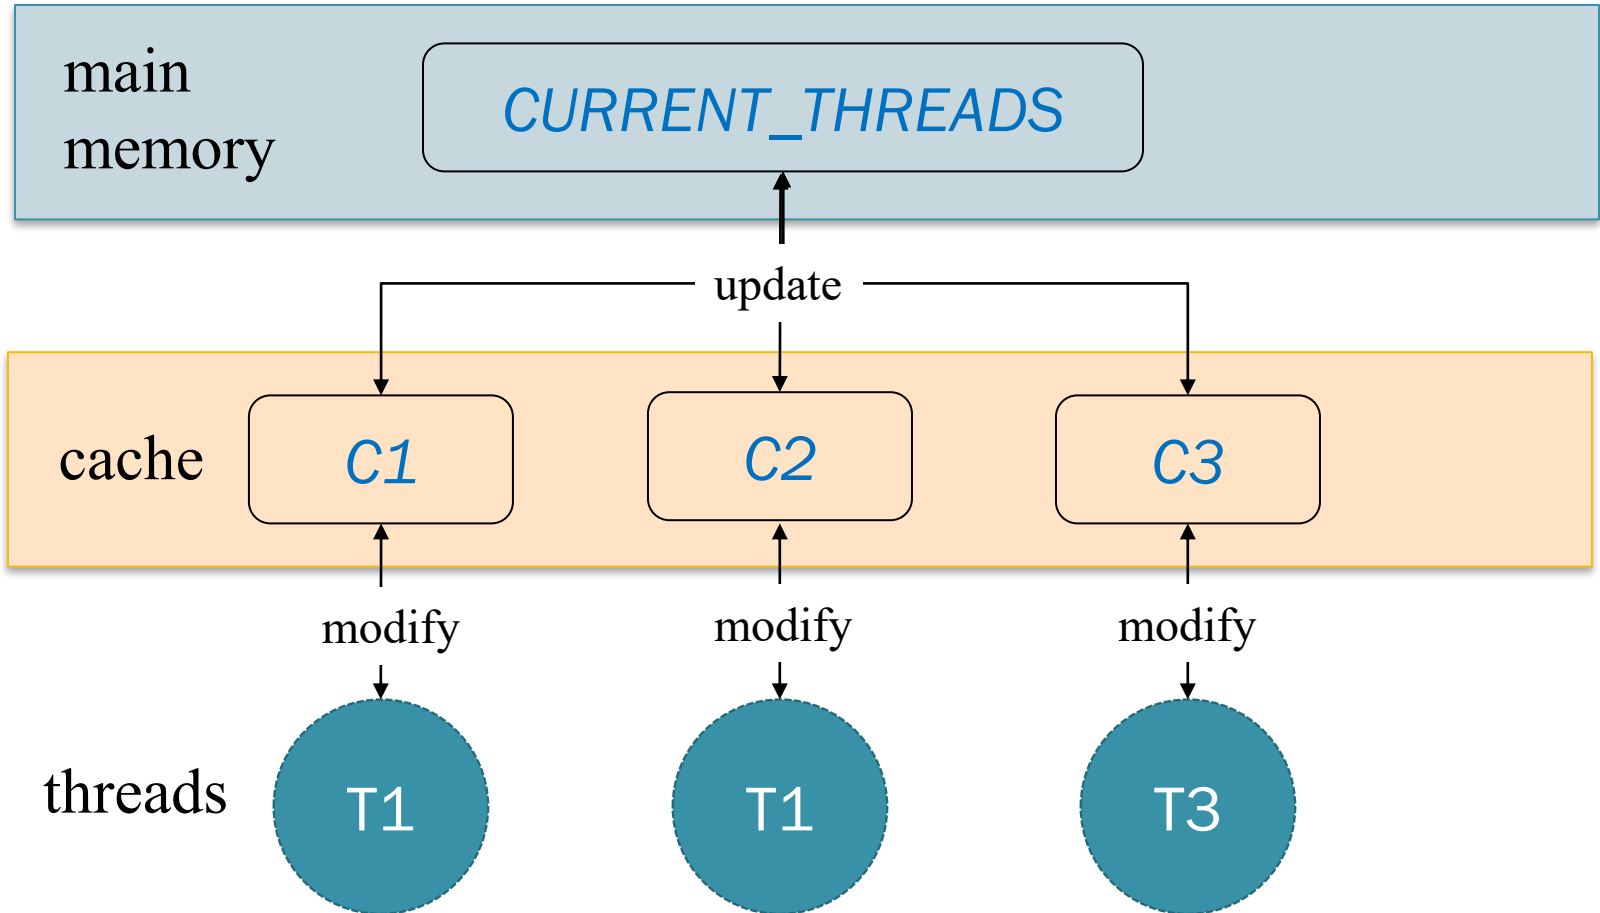 main
memory
CURRENT_THREADS
update
cache
C1
C2
C3
modify
modify
modify
threads
T1
T1
T3